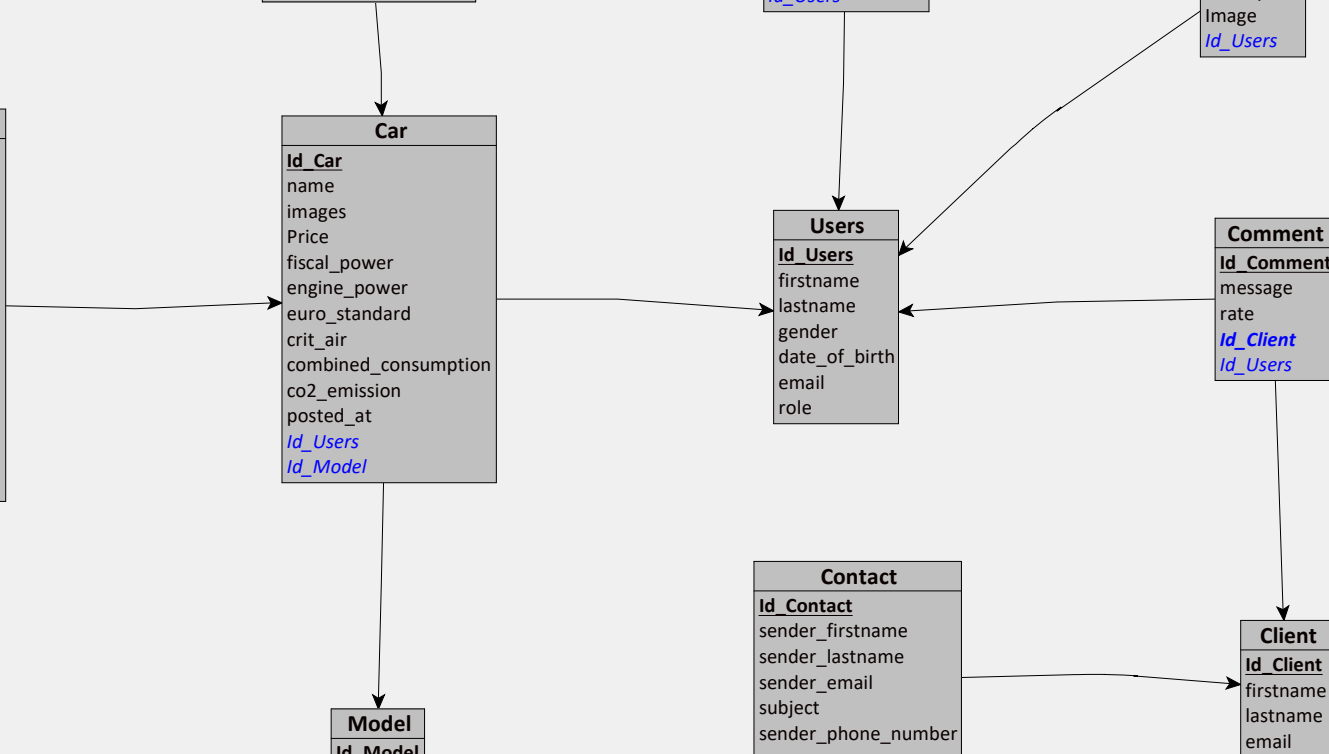 Id_Users
Image
Id_Users
Car
Id_Car
name
images
Price
fiscal_power
engine_power
euro_standard
crit_air
combined_consumption
co2_emission
posted_at
Id_Users
Id_Model
Users
Id_Users
firstname
lastname
gender
date_of_birth
email
role
Comment
Id_Comment
message
rate
Id_Client
Id_Users
Contact
Id_Contact
sender_firstname
sender_lastname
sender_email
subject
sender_phone_number
Client
Id_Client
firstname
lastname
email
Model
Id_Model